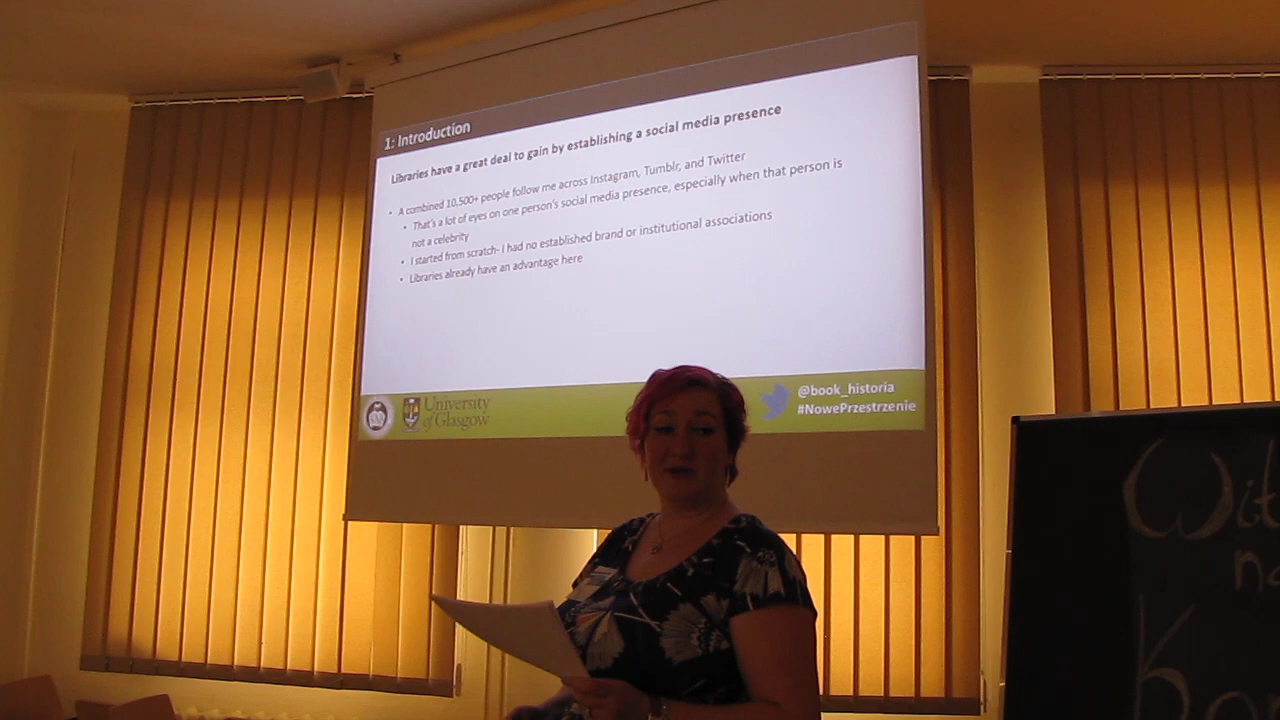 1: Introduction
Libraries have a great deal to gain by establishing a social media presence
• A combined 10,500+ people follow me across Instagram, Tumblr, and Twitter
• That's a lot of eyes on one person's social media presence, especially when that person is
not a celebrity
• I started from scratch- I had no established brand or institutional associations
• Libraries already have an advantage here
University
of Glasgow
@book_historia
#NowePrzestrzenie
Wit
na